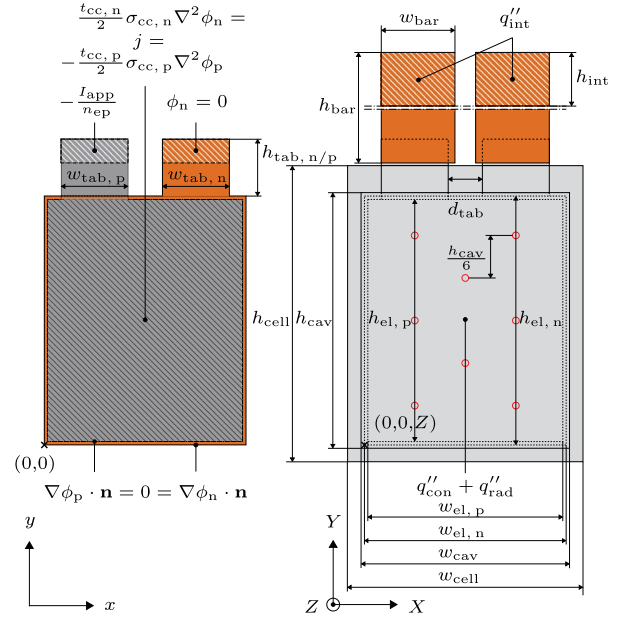 t_cc, n/2 σ_cc, n ∇²ϕ_n =
j =
− t_cc, p/2 σ_cc, p ∇²ϕ_p
− I_app/n_ep
ϕ_n = 0
h_tab, n/p
w_tab, p
w_tab, n
(0,0)
∇ϕ_p · n = 0 = ∇ϕ_n · n
y
x
w_bar
q″_int
h_int
h_bar
d_tab
h_cav/6
h_cell
h_cav
h_el, p
h_el, n
(0,0,Z)
q″_con + q″_rad
w_el, p
w_el, n
w_cav
w_cell
Y
Z
X